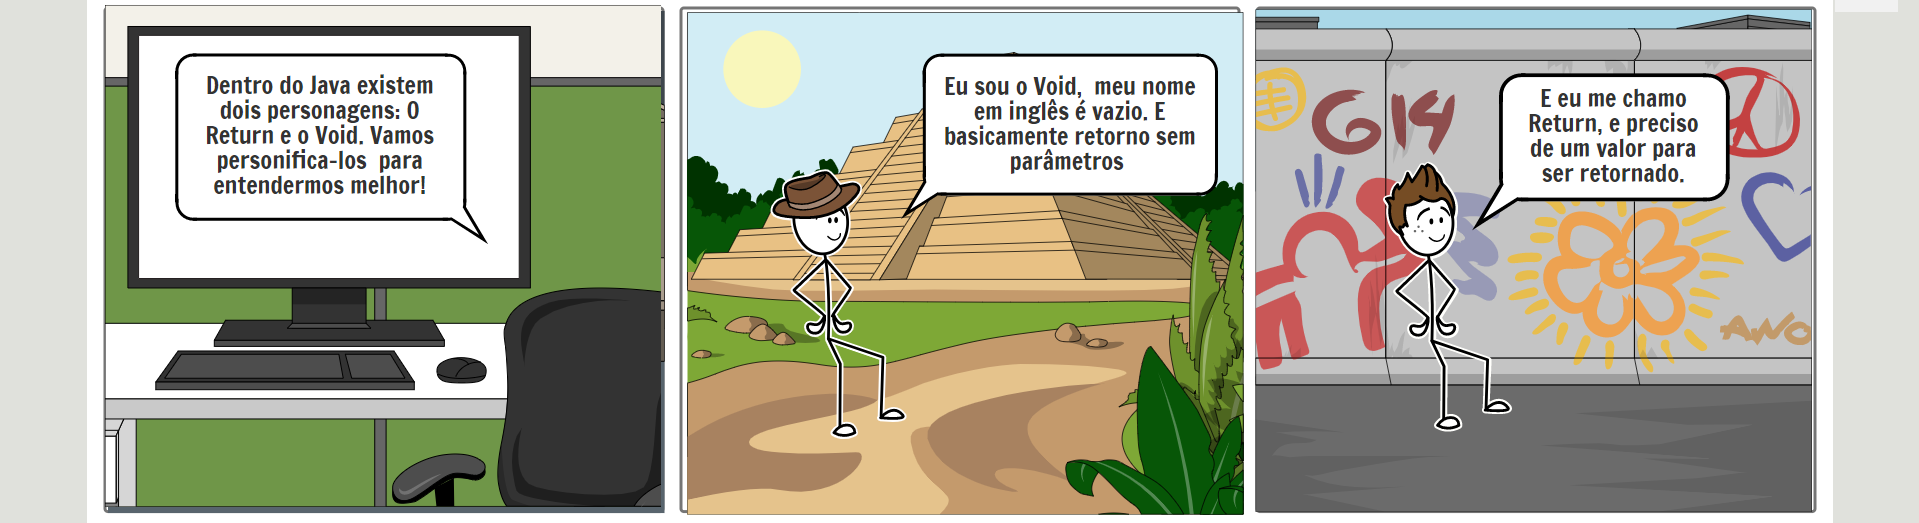 Dentro do Java existem
dois personagens: O
Return e o Void. Vamos
personifica-los  para
entendermos melhor!
Eu sou o Void,  meu nome
em inglês é vazio. E
basicamente retorno sem
parâmetros
G14
E eu me chamo
Return, e preciso
de um valor para
ser retornado.